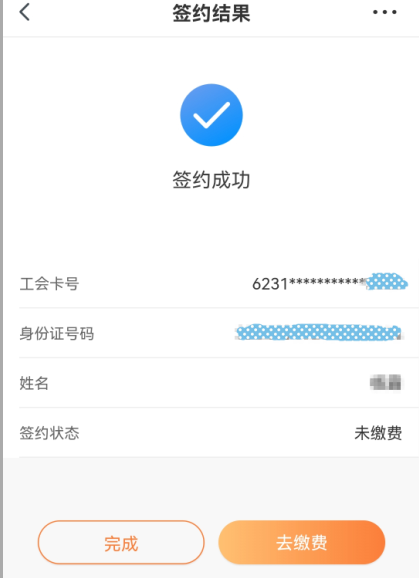 签约结果
签约成功
工会卡号 6231***********
身份证号码
姓名
签约状态 未缴费
完成 去缴费